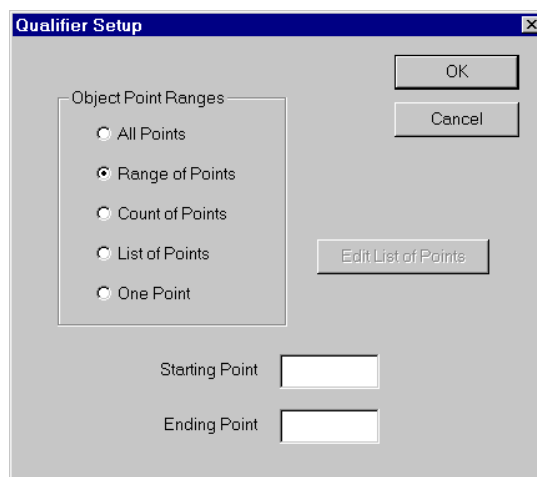 Qualifier Setup
OK
Cancel
Object Point Ranges
All Points
Range of Points
Count of Points
List of Points
One Point
Edit List of Points
Starting Point
Ending Point